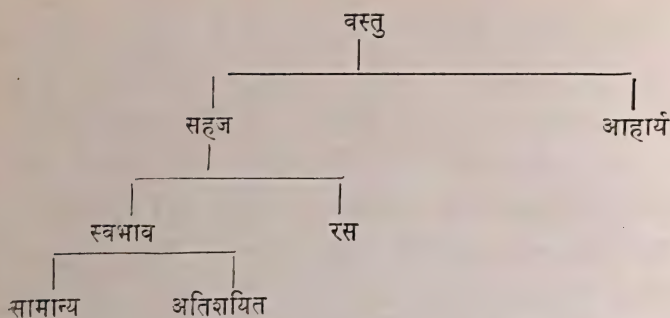 वस्तु
सहज आहार्य
स्वभाव रस
सामान्य अतिशयित